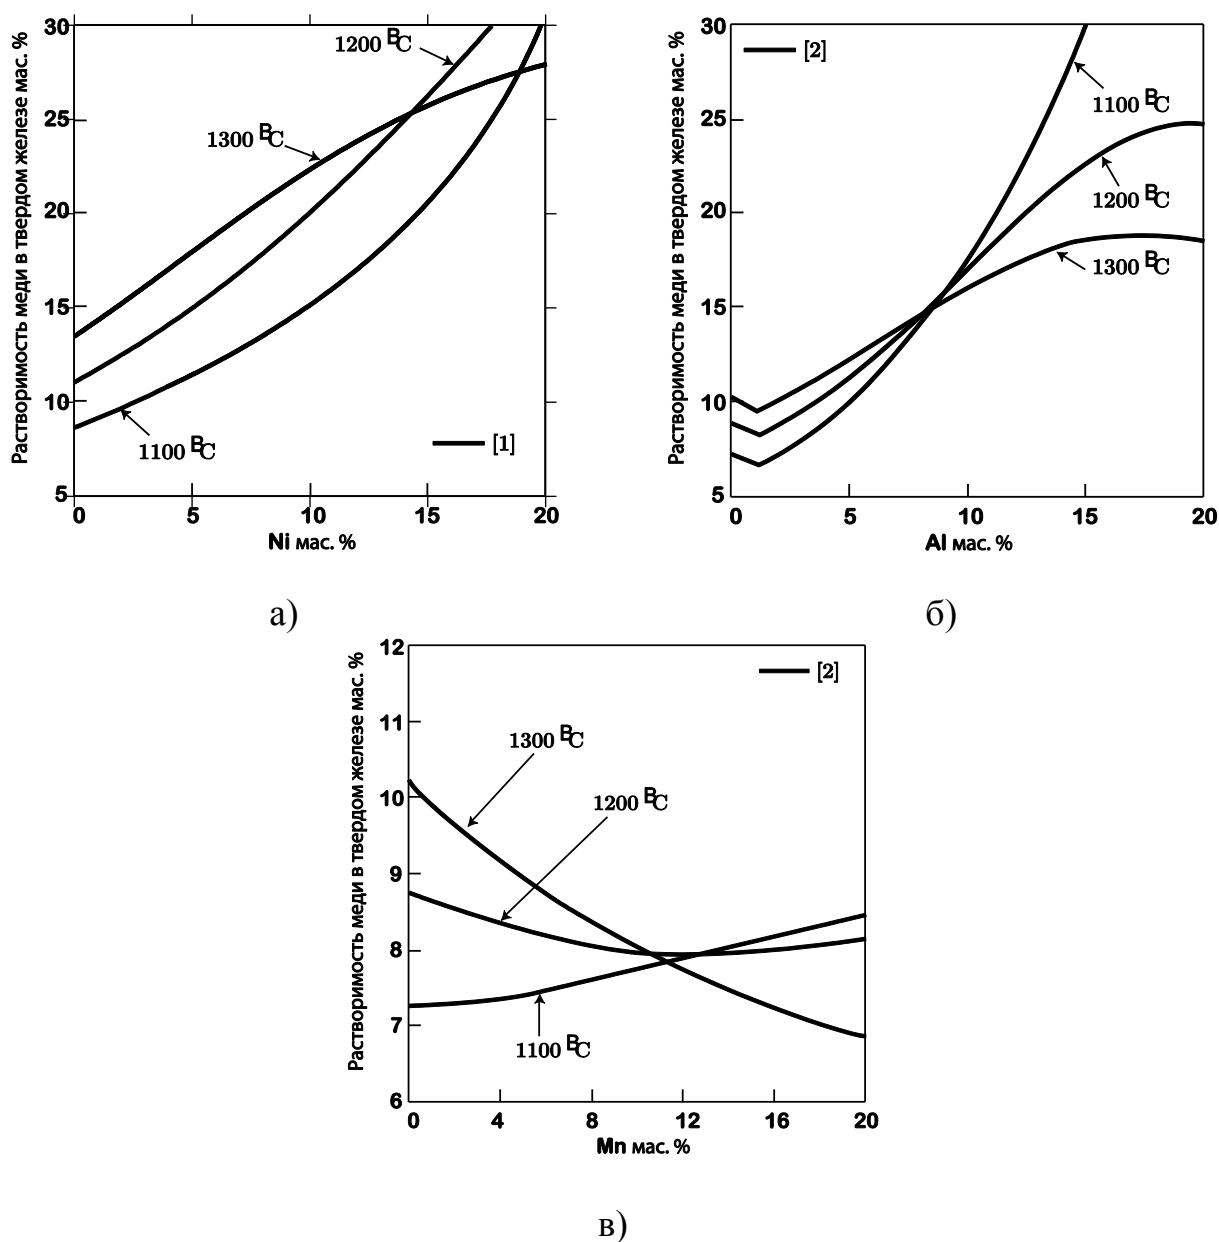 Растворимость меди в твердом железе мас. %
30
25
20
15
10
5
1200 BC
1300 BC
1100 BC
[1]
0 5 10 15 20
Ni мас. %
а)
Растворимость меди в твердом железе мас. %
30
25
20
15
10
5
[2]
1100 BC
1200 BC
1300 BC
0 5 10 15 20
Al мас. %
б)
Растворимость меди в твердом железе мас. %
12
11
10
9
8
7
6
[2]
1300 BC
1200 BC
1100 BC
0 4 8 12 16 20
Mn мас. %
в)